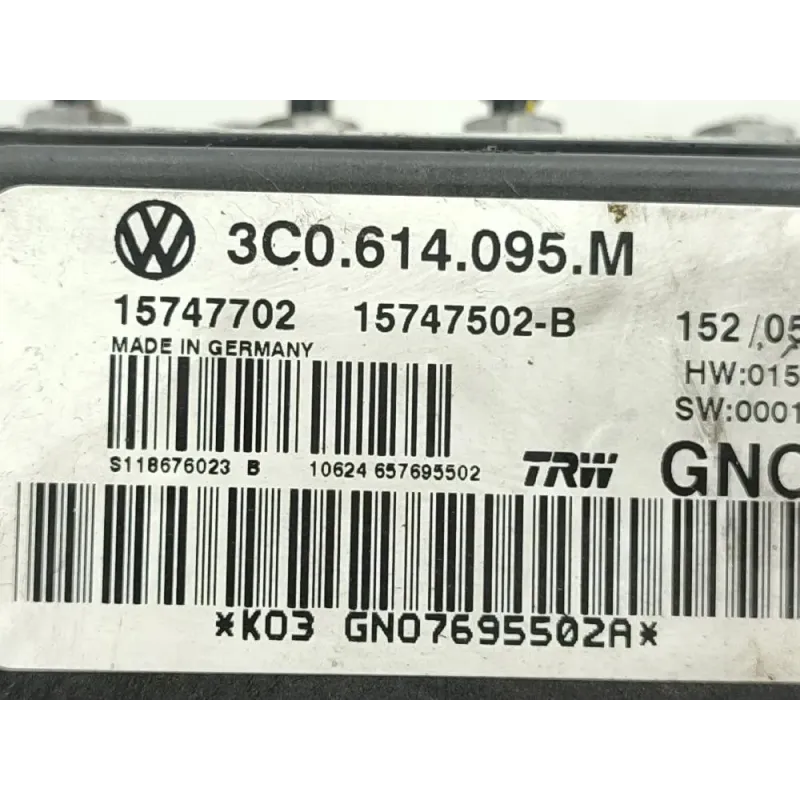 3C0.614.095.M
15747702 15747502-B 152/05
MADE IN GERMANY HW:015
SW:0001
S118676023 B 10624 657695502 TRW GNO
*K03 GN07695502A*